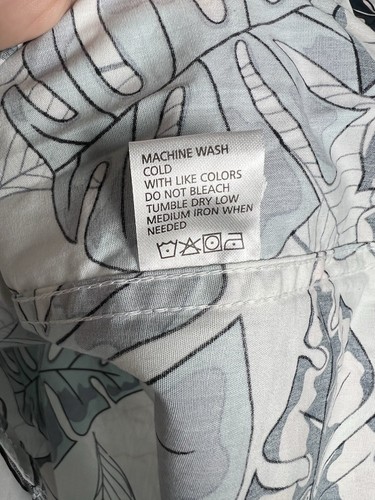 MACHINE WASH
COLD
WITH LIKE COLORS
DO NOT BLEACH
TUMBLE DRY LOW
MEDIUM IRON WHEN
NEEDED